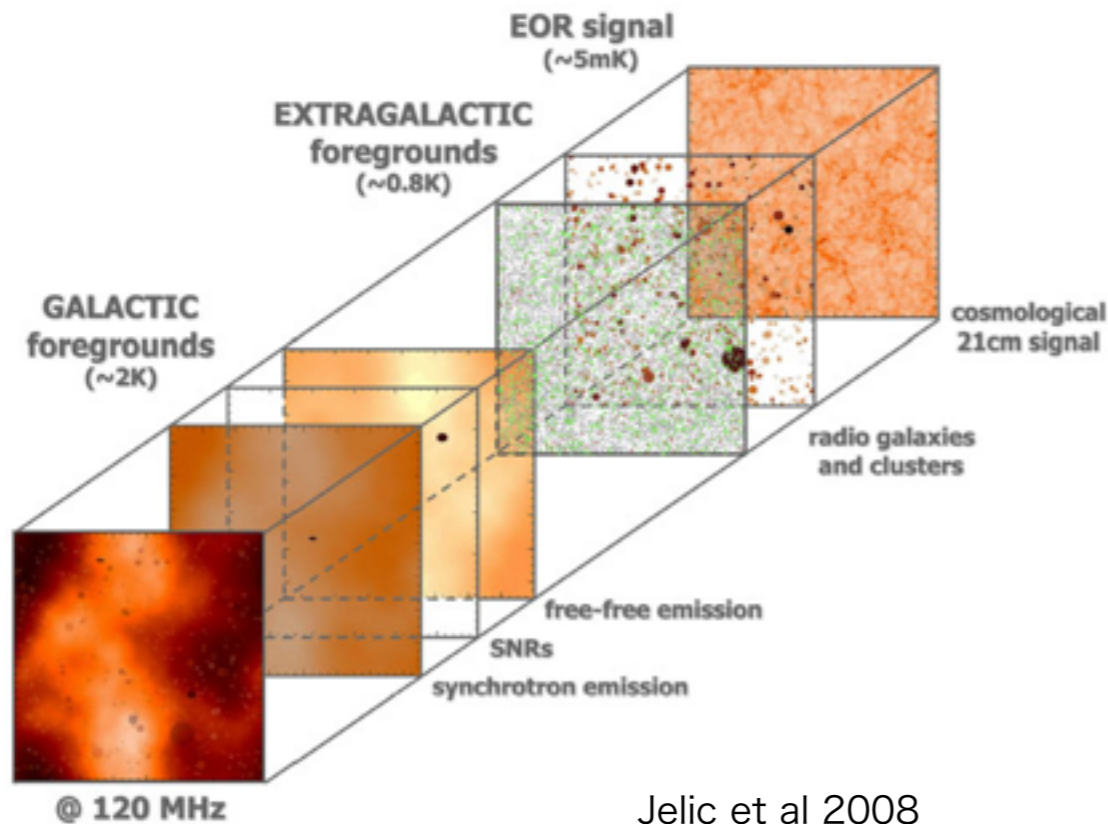 EOR signal
(~5mK)
EXTRAGALACTIC
foregrounds
(~0.8K)
GALACTIC
foregrounds
(~2K)
cosmological
21cm signal
radio galaxies
and clusters
free-free emission
SNRs
synchrotron emission
@ 120 MHz
Jelic et al 2008